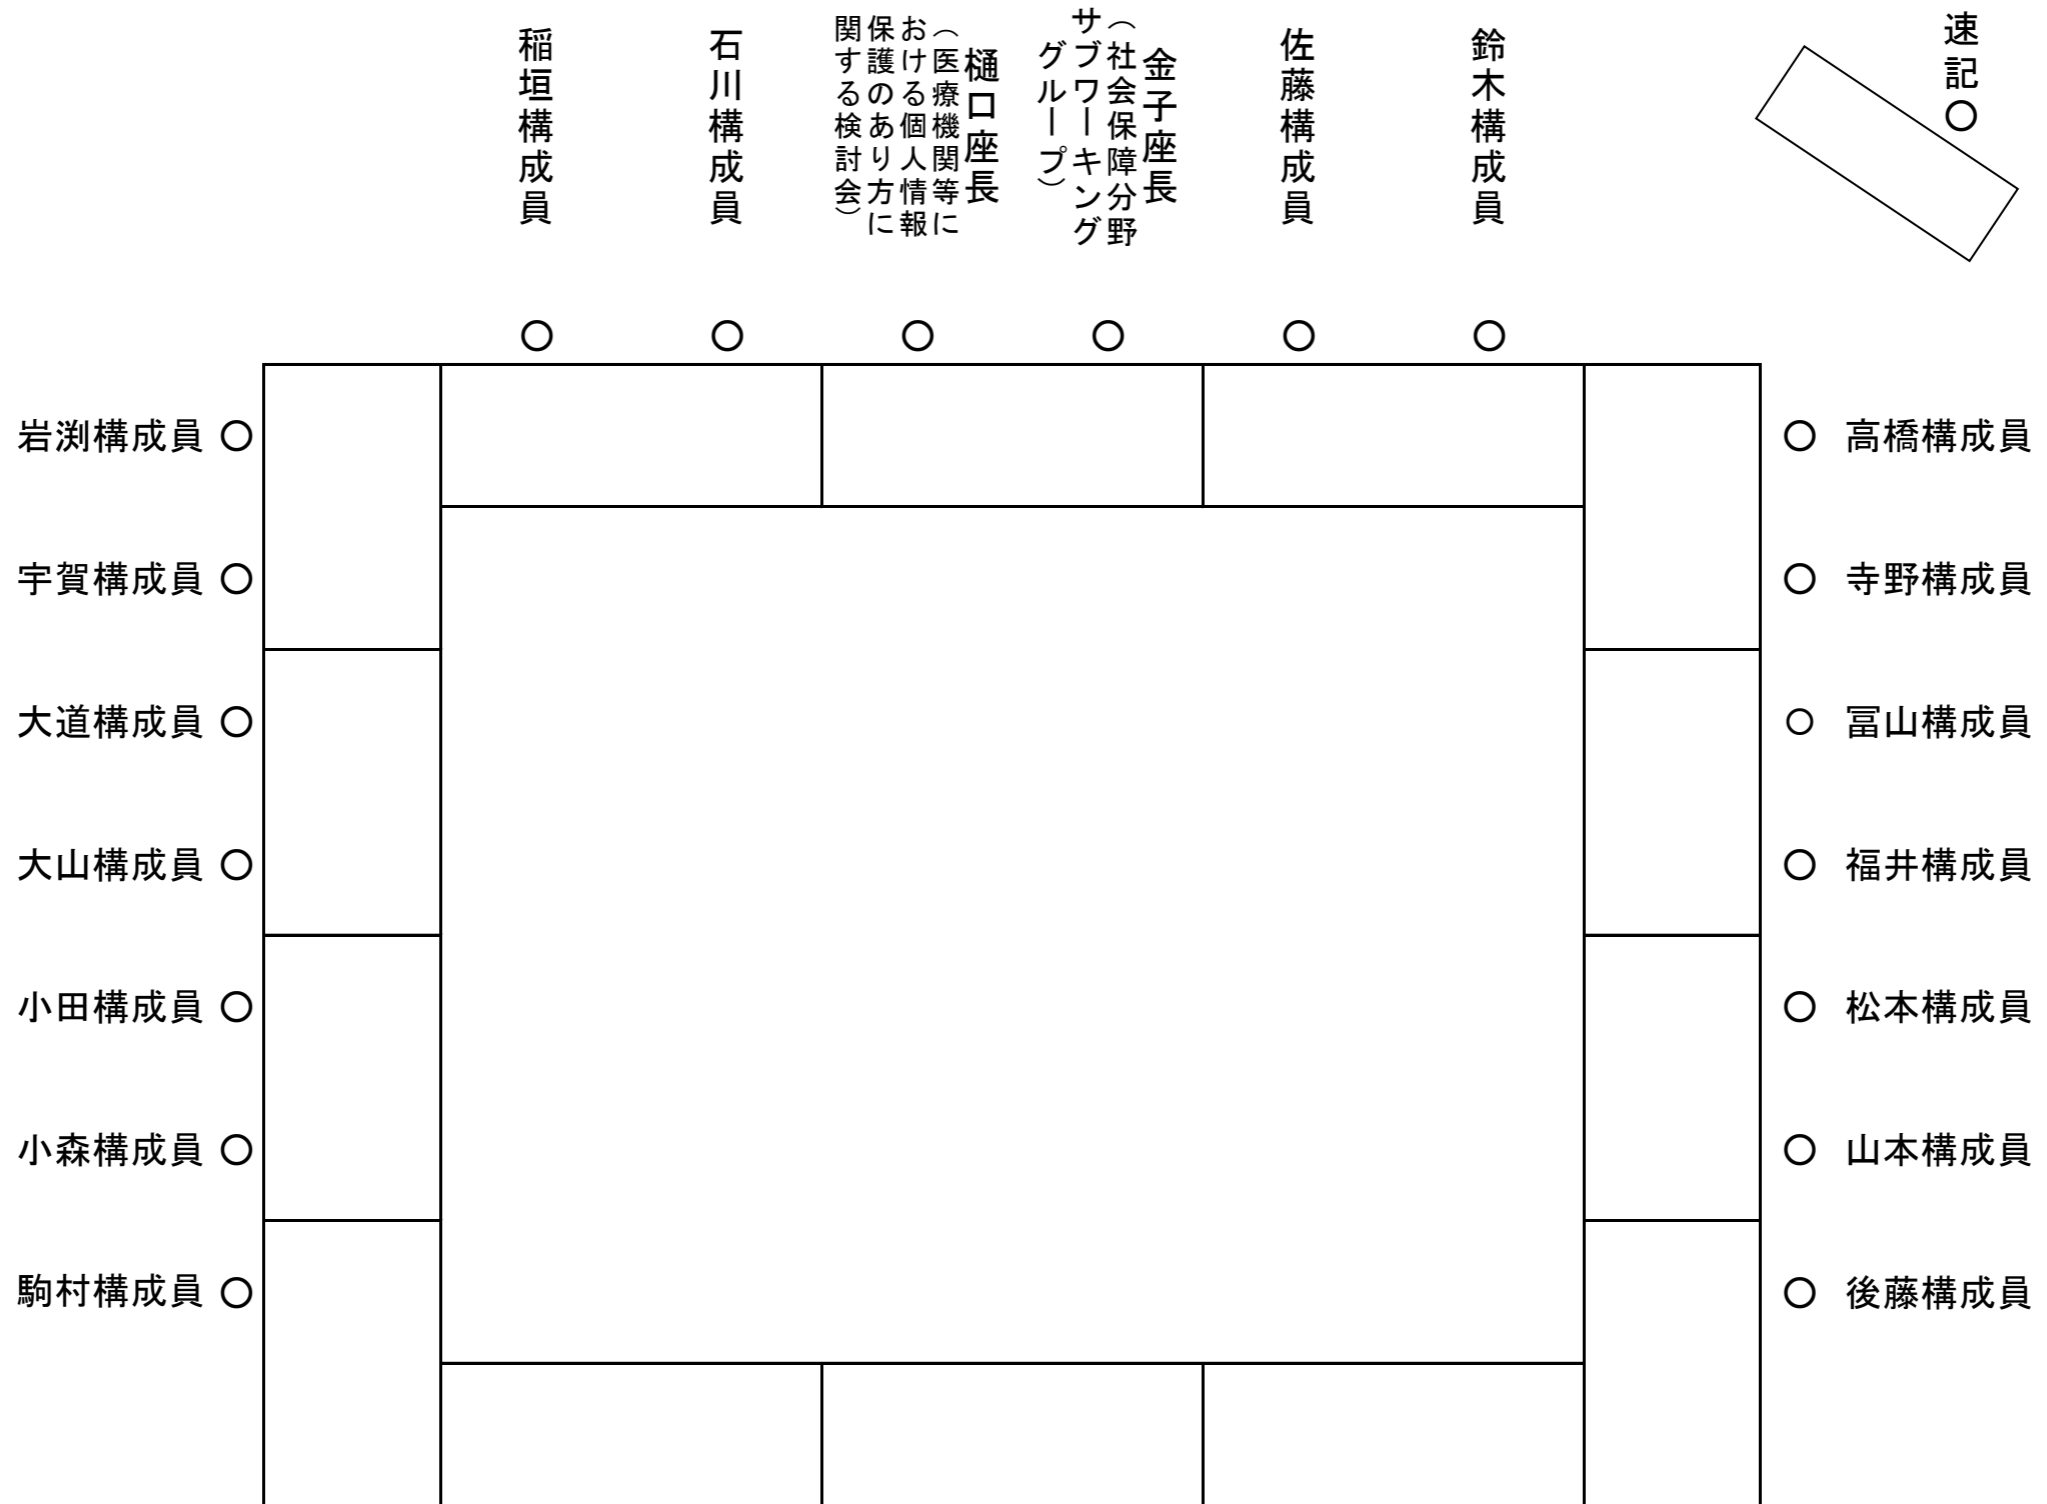 稲垣構成員
石川構成員
樋口座長
（医療機関等に
おける個人情報
保護のあり方に
関する検討会）
金子座長
（社会保障分野
サブワーキング
グループ）
佐藤構成員
鈴木構成員
速記○
岩渕構成員 ○
宇賀構成員 ○
大道構成員 ○
大山構成員 ○
小田構成員 ○
小森構成員 ○
駒村構成員 ○
○ 高橋構成員
○ 寺野構成員
○ 冨山構成員
○ 福井構成員
○ 松本構成員
○ 山本構成員
○ 後藤構成員